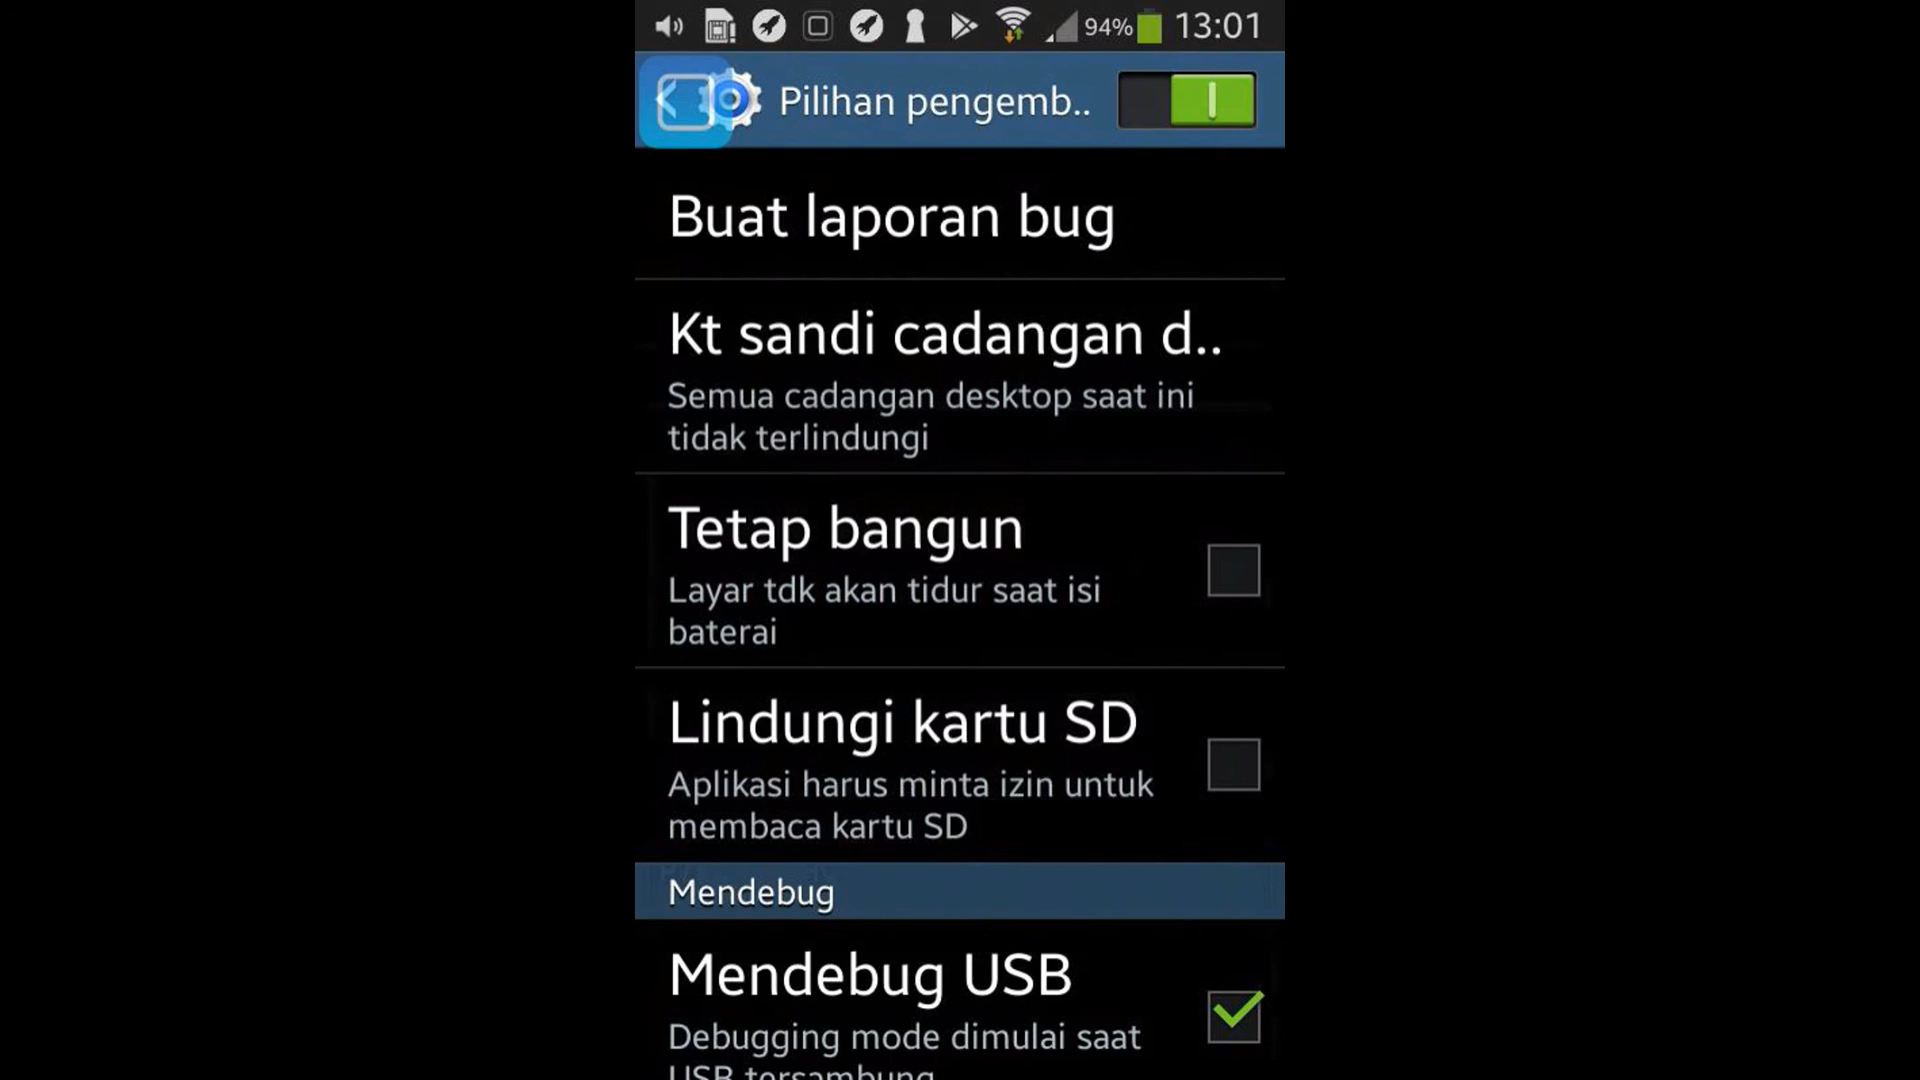 94% 13:01
Pilihan pengemb..
Buat laporan bug
Kt sandi cadangan d..
Semua cadangan desktop saat ini
tidak terlindungi
Tetap bangun
Layar tdk akan tidur saat isi
baterai
Lindungi kartu SD
Aplikasi harus minta izin untuk
membaca kartu SD
Mendebug
Mendebug USB
Debugging mode dimulai saat
USB tersambung